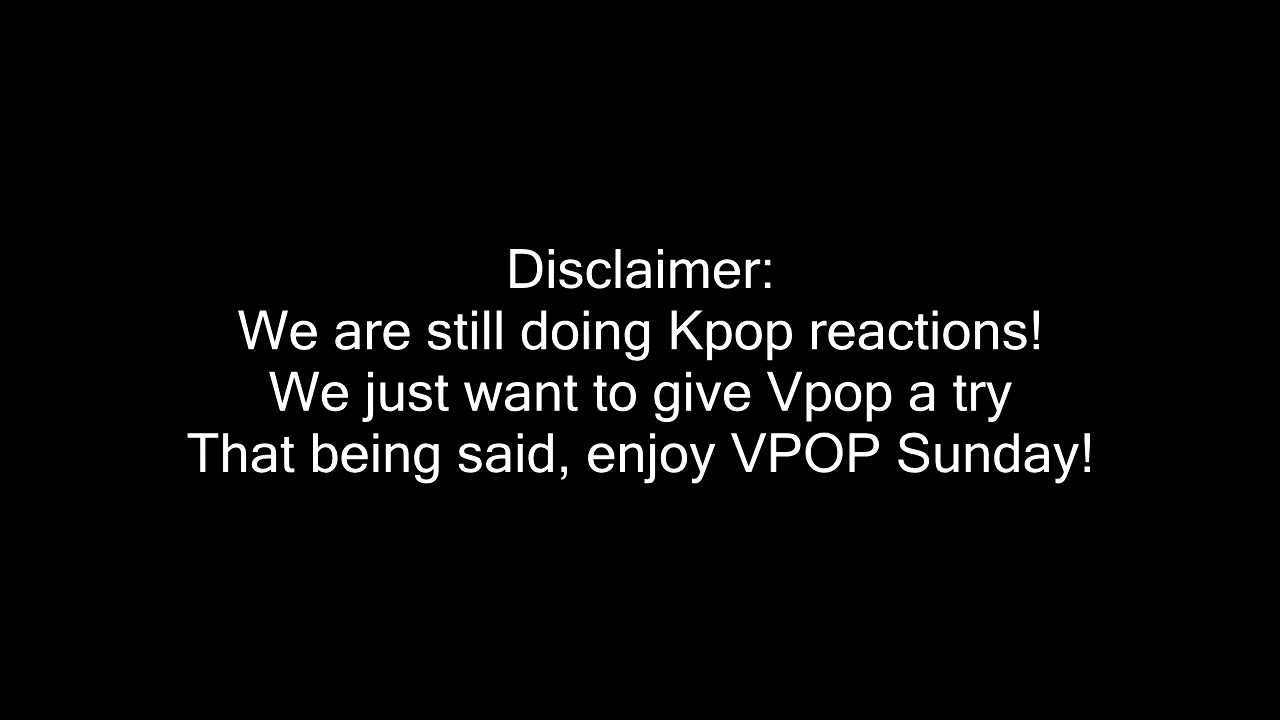 Disclaimer:
We are still doing Kpop reactions!
We just want to give Vpop a try
That being said, enjoy VPOP Sunday!